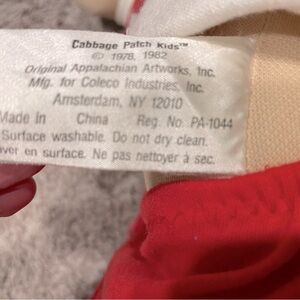 Cabbage Patch Kids™
© 1978, 1982
Original Appalachian Artworks, Inc.
Mfg. for Coleco Industries, Inc.
Amsterdam, NY 12010
Made In China Reg. No. PA-1044
Surface washable. Do not dry clean.
aver en surface. Ne pas nettoyer à sec.